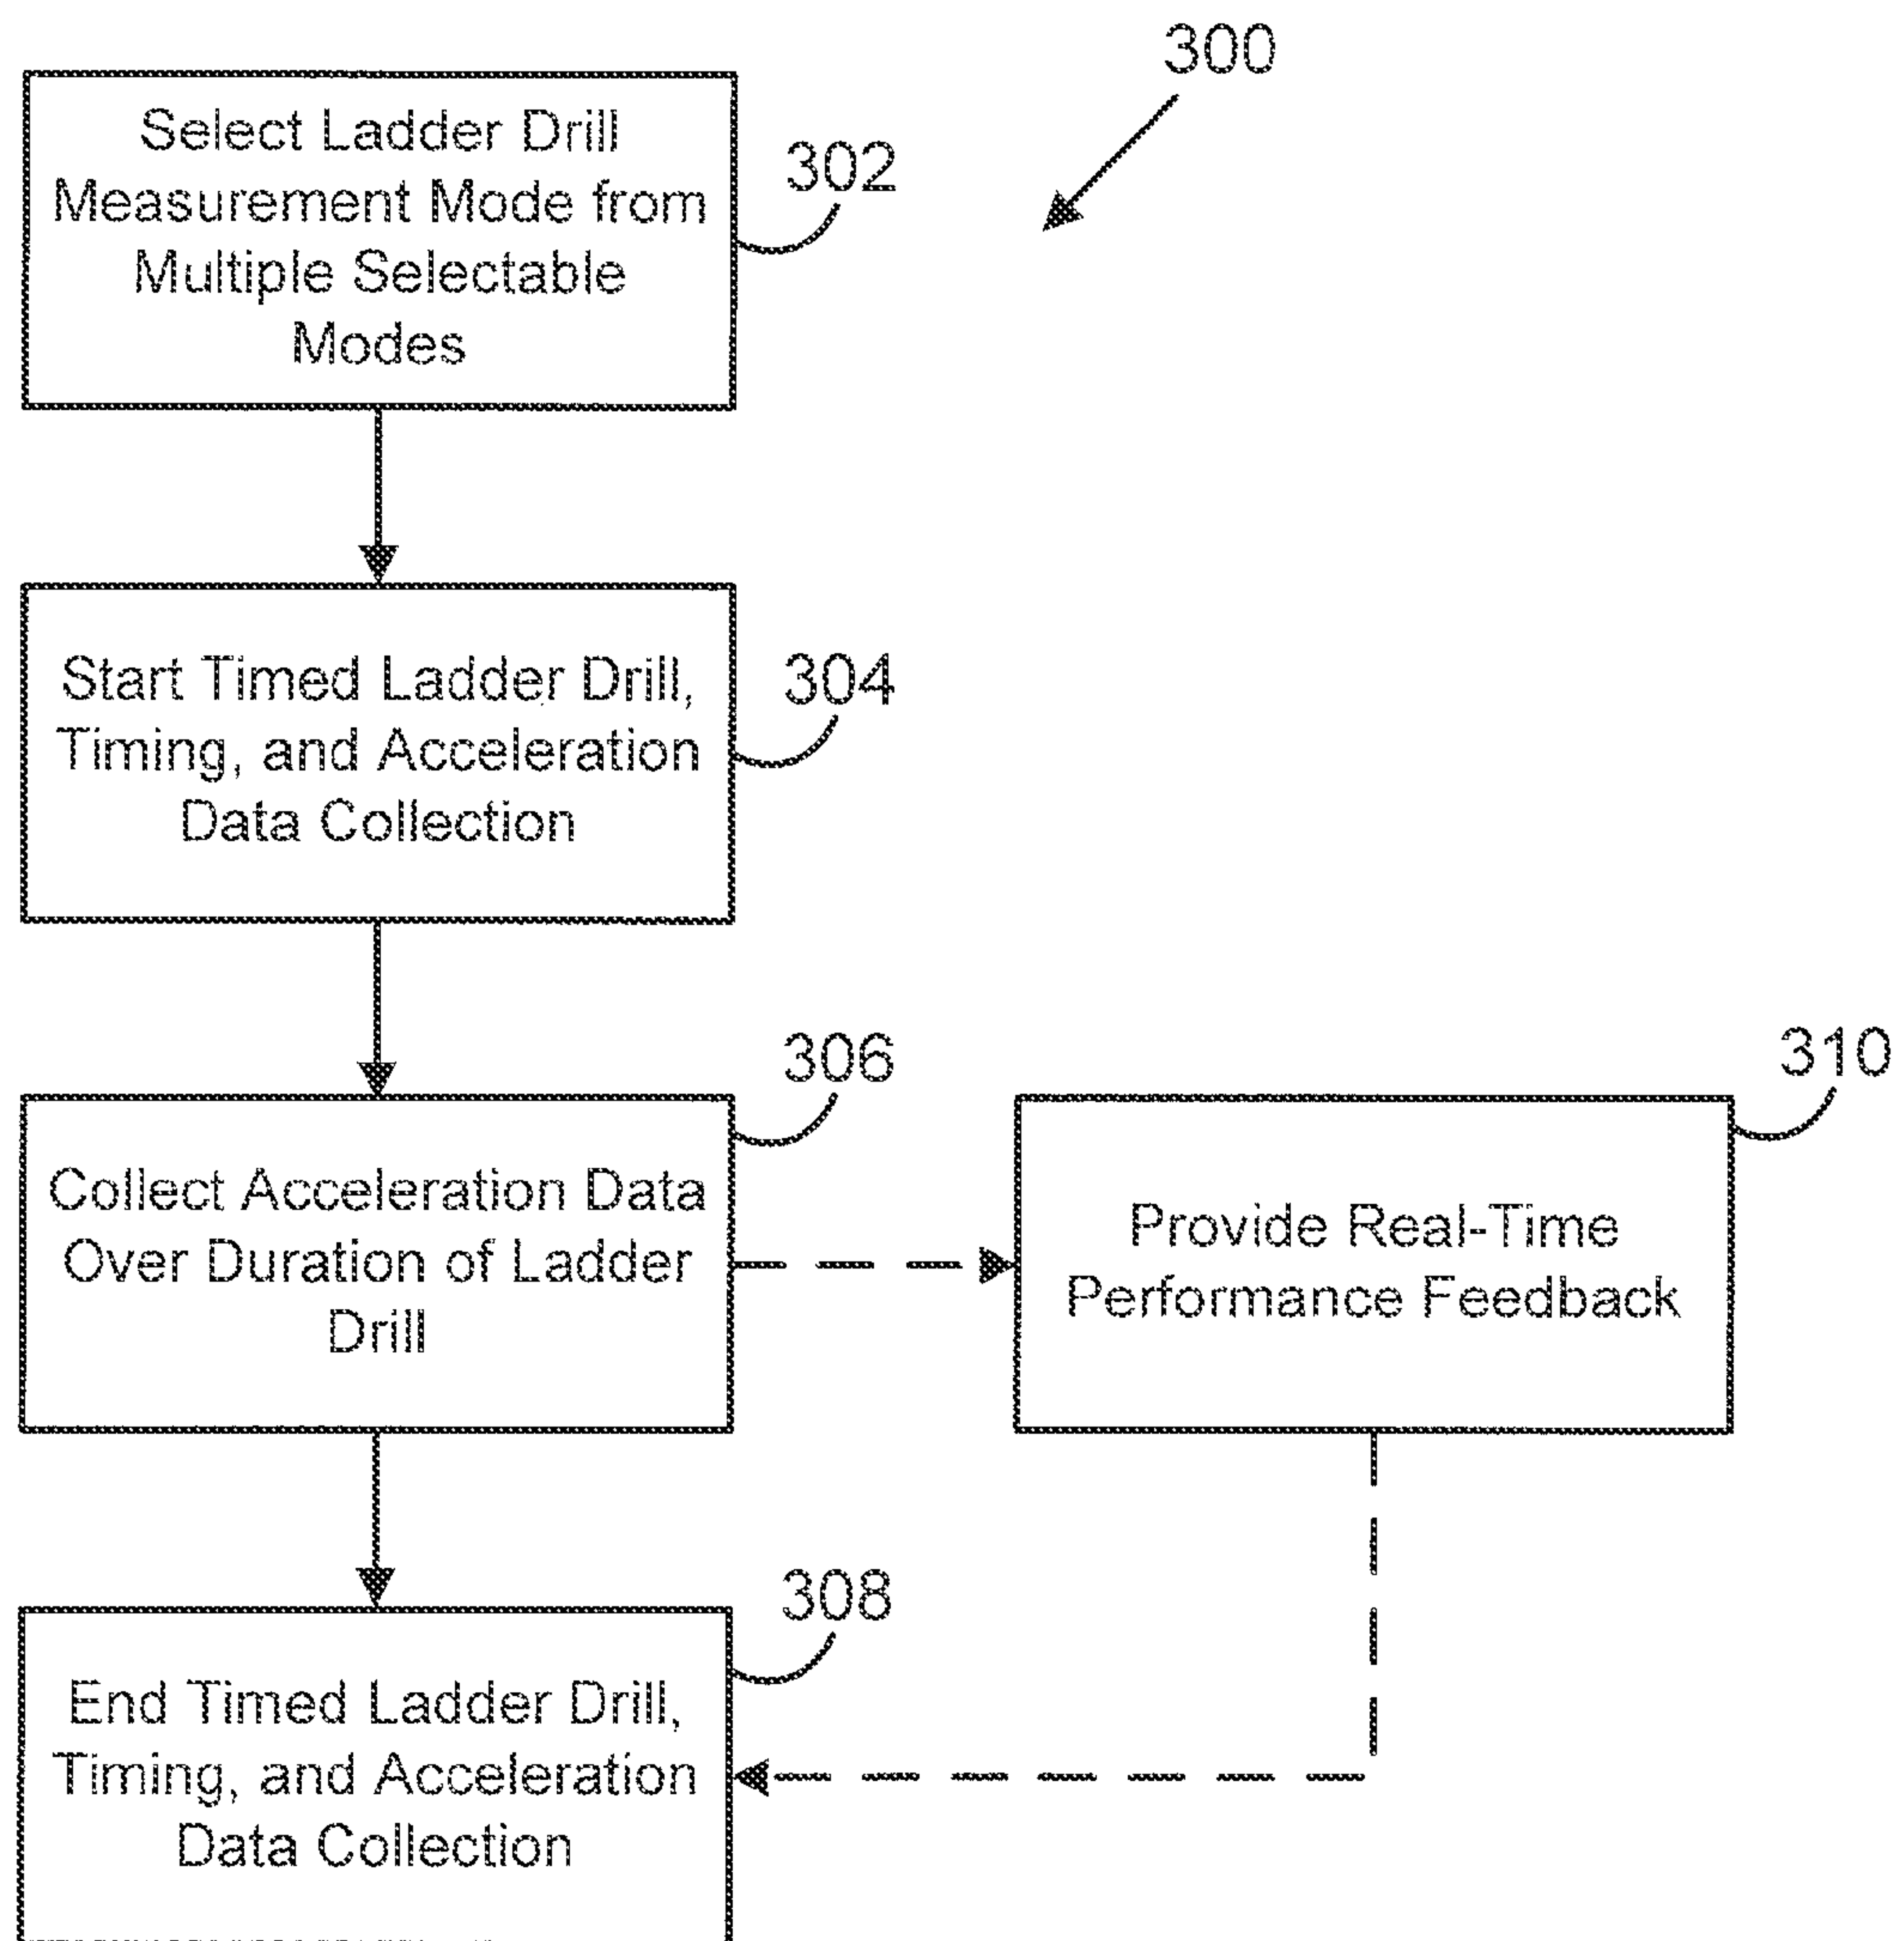 300
Select Ladder Drill
Measurement Mode from
Multiple Selectable
Modes
302
Start Timed Ladder Drill,
Timing, and Acceleration
Data Collection
304
Collect Acceleration Data
Over Duration of Ladder
Drill
306
Provide Real-Time
Performance Feedback
310
End Timed Ladder Drill,
Timing, and Acceleration
Data Collection
308